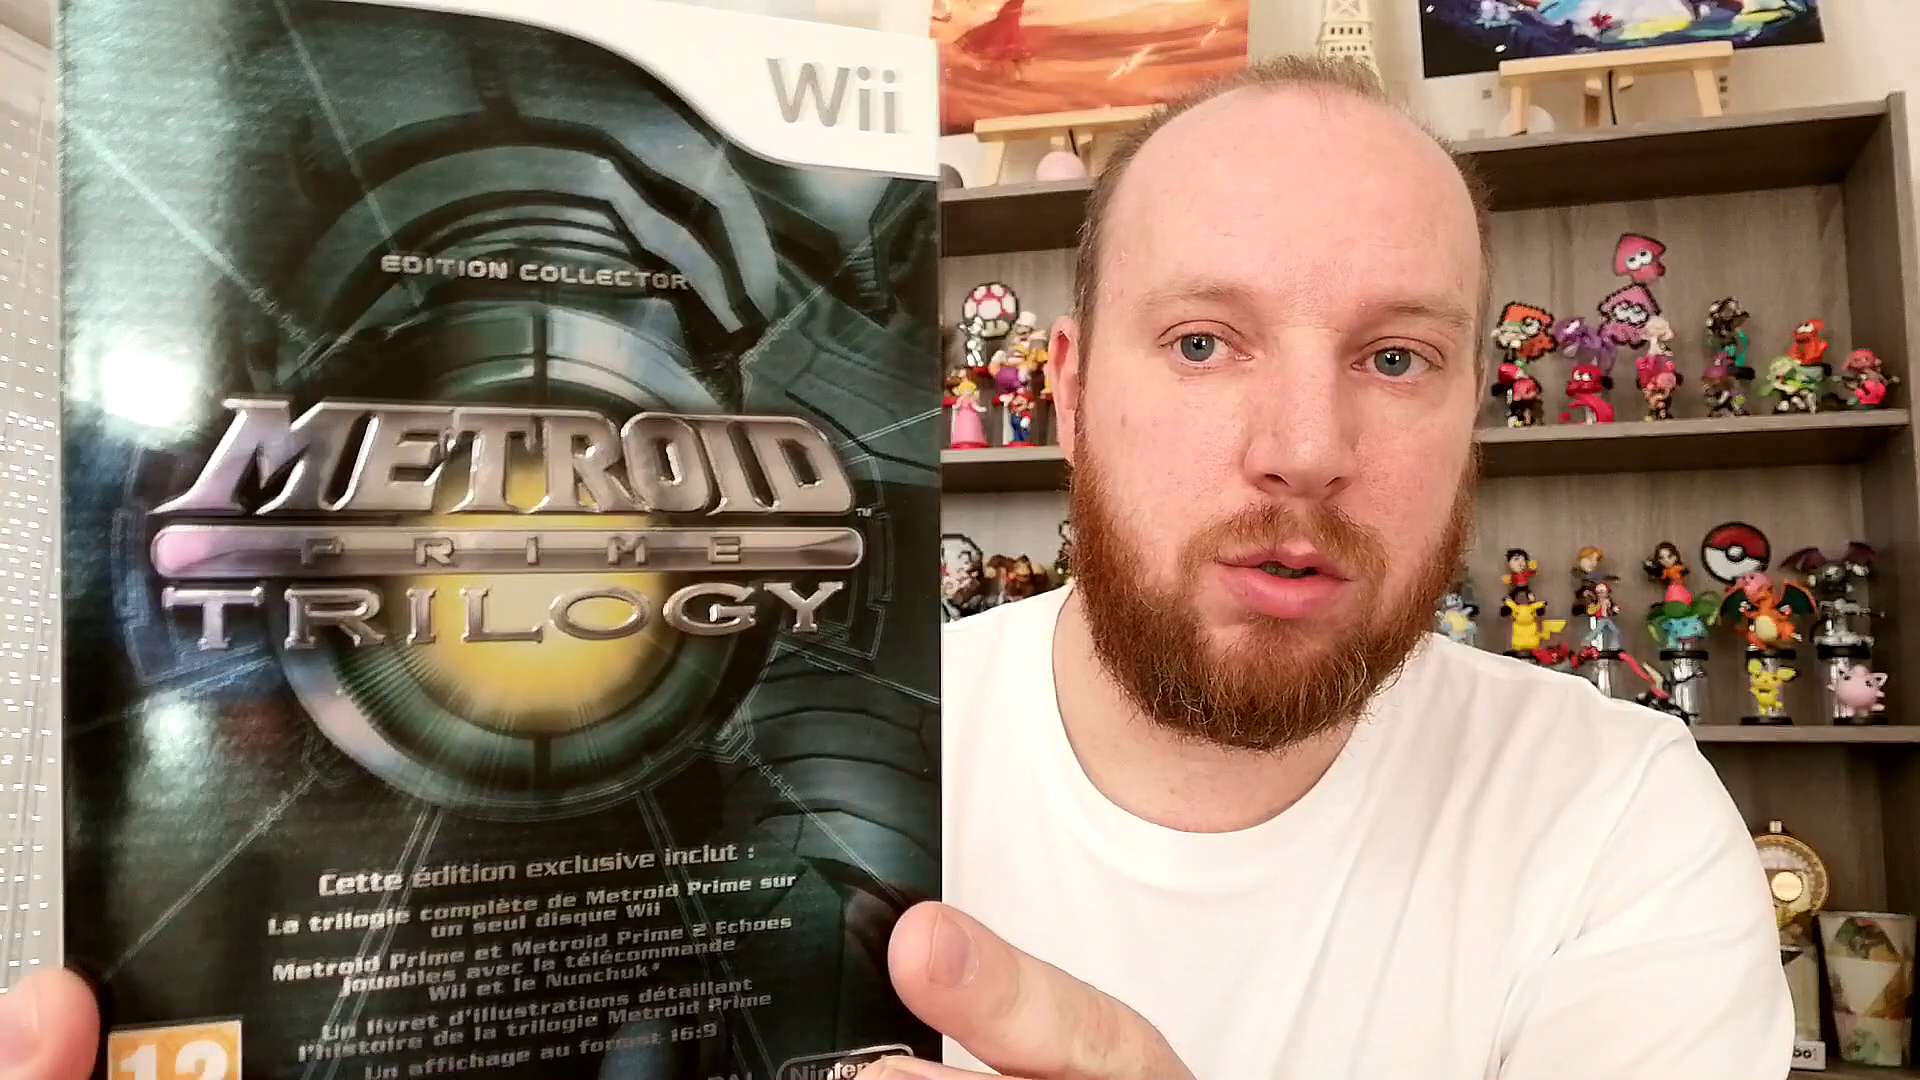 Wii
EDITION COLLECTOR
METROID™
PRIME
TRILOGY
Cette édition exclusive inclut :
La trilogie complète de Metroid Prime sur
un seul disque Wii
Metroid Prime et Metroid Prime 2 Echoes
jouables avec la télécommande
Wii et le Nunchuk*
Un livret d'illustrations détaillant
l'histoire de la trilogie Metroid Prime
Un affichage au format 16:9
12
PAL